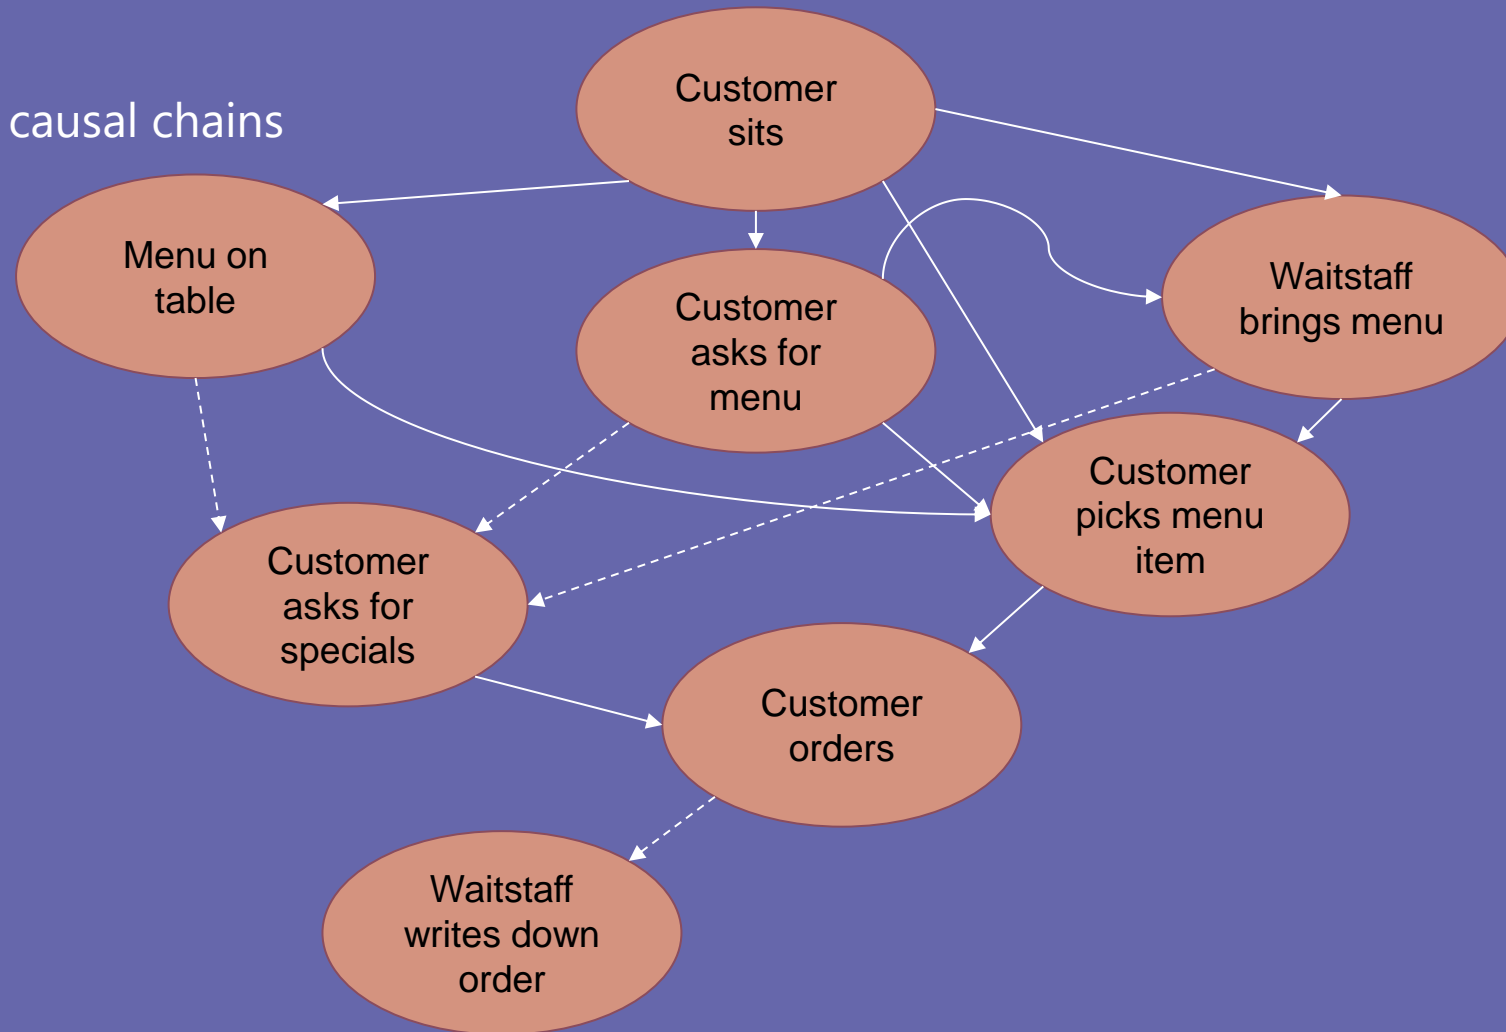 causal chains
Customer
sits
Menu on
table
Customer
asks for
menu
Waitstaff
brings menu
Customer
picks menu
item
Customer
asks for
specials
Customer
orders
Waitstaff
writes down
order